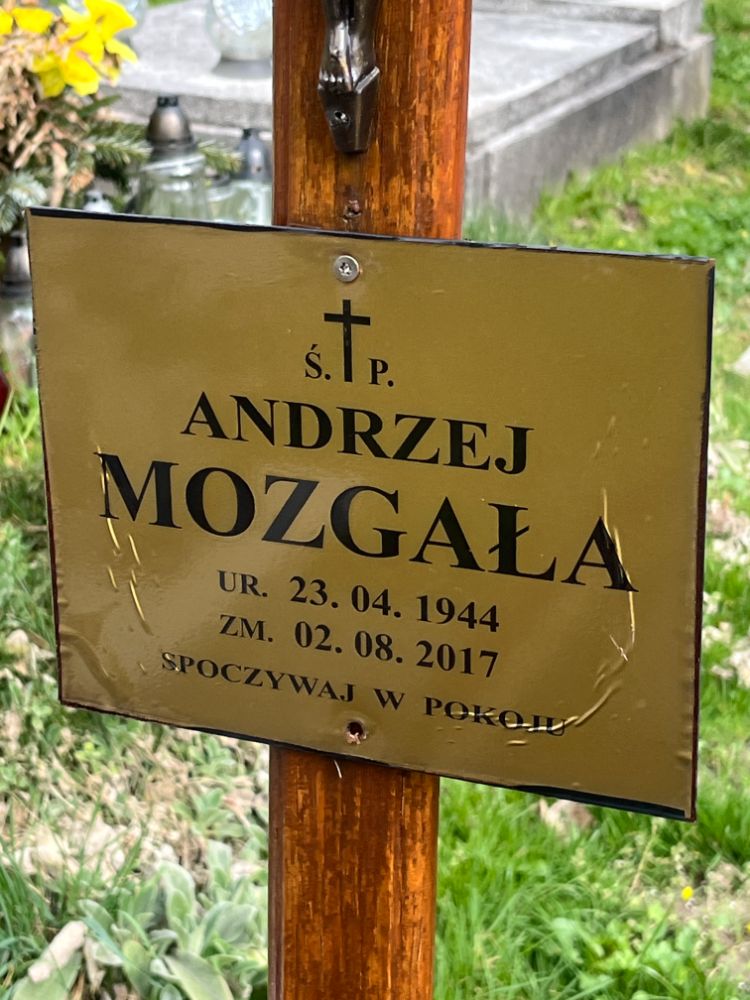 Ś. P.
ANDRZEJ
MOZGAŁA
UR. 23. 04. 1944
ZM. 02. 08. 2017
SPOCZYWAJ W POKOJU